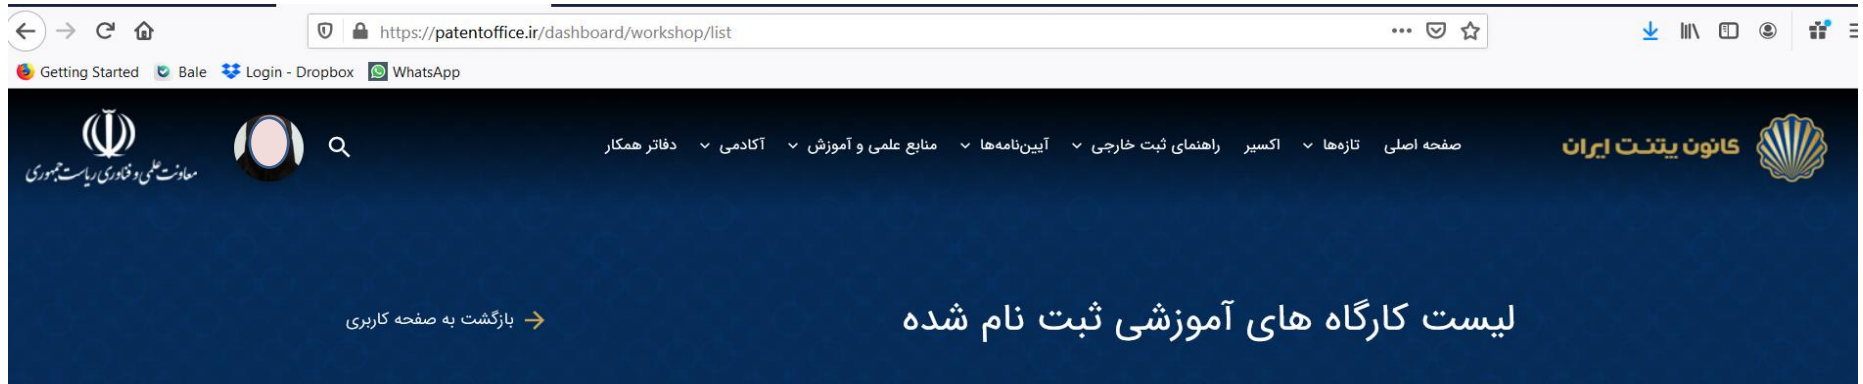 https://patentoffice.ir/dashboard/workshop/list
Getting Started Bale Login - Dropbox WhatsApp
کانون پتنت ایران
صفحه اصلی تازه‌ها اکسیر راهنمای ثبت خارجی آیین‌نامه‌ها منابع علمی و آموزش آکادمی دفاتر همکار
معاونت علمی و فناوری ریاست جمهوری
لیست کارگاه های آموزشی ثبت نام شده
بازگشت به صفحه کاربری